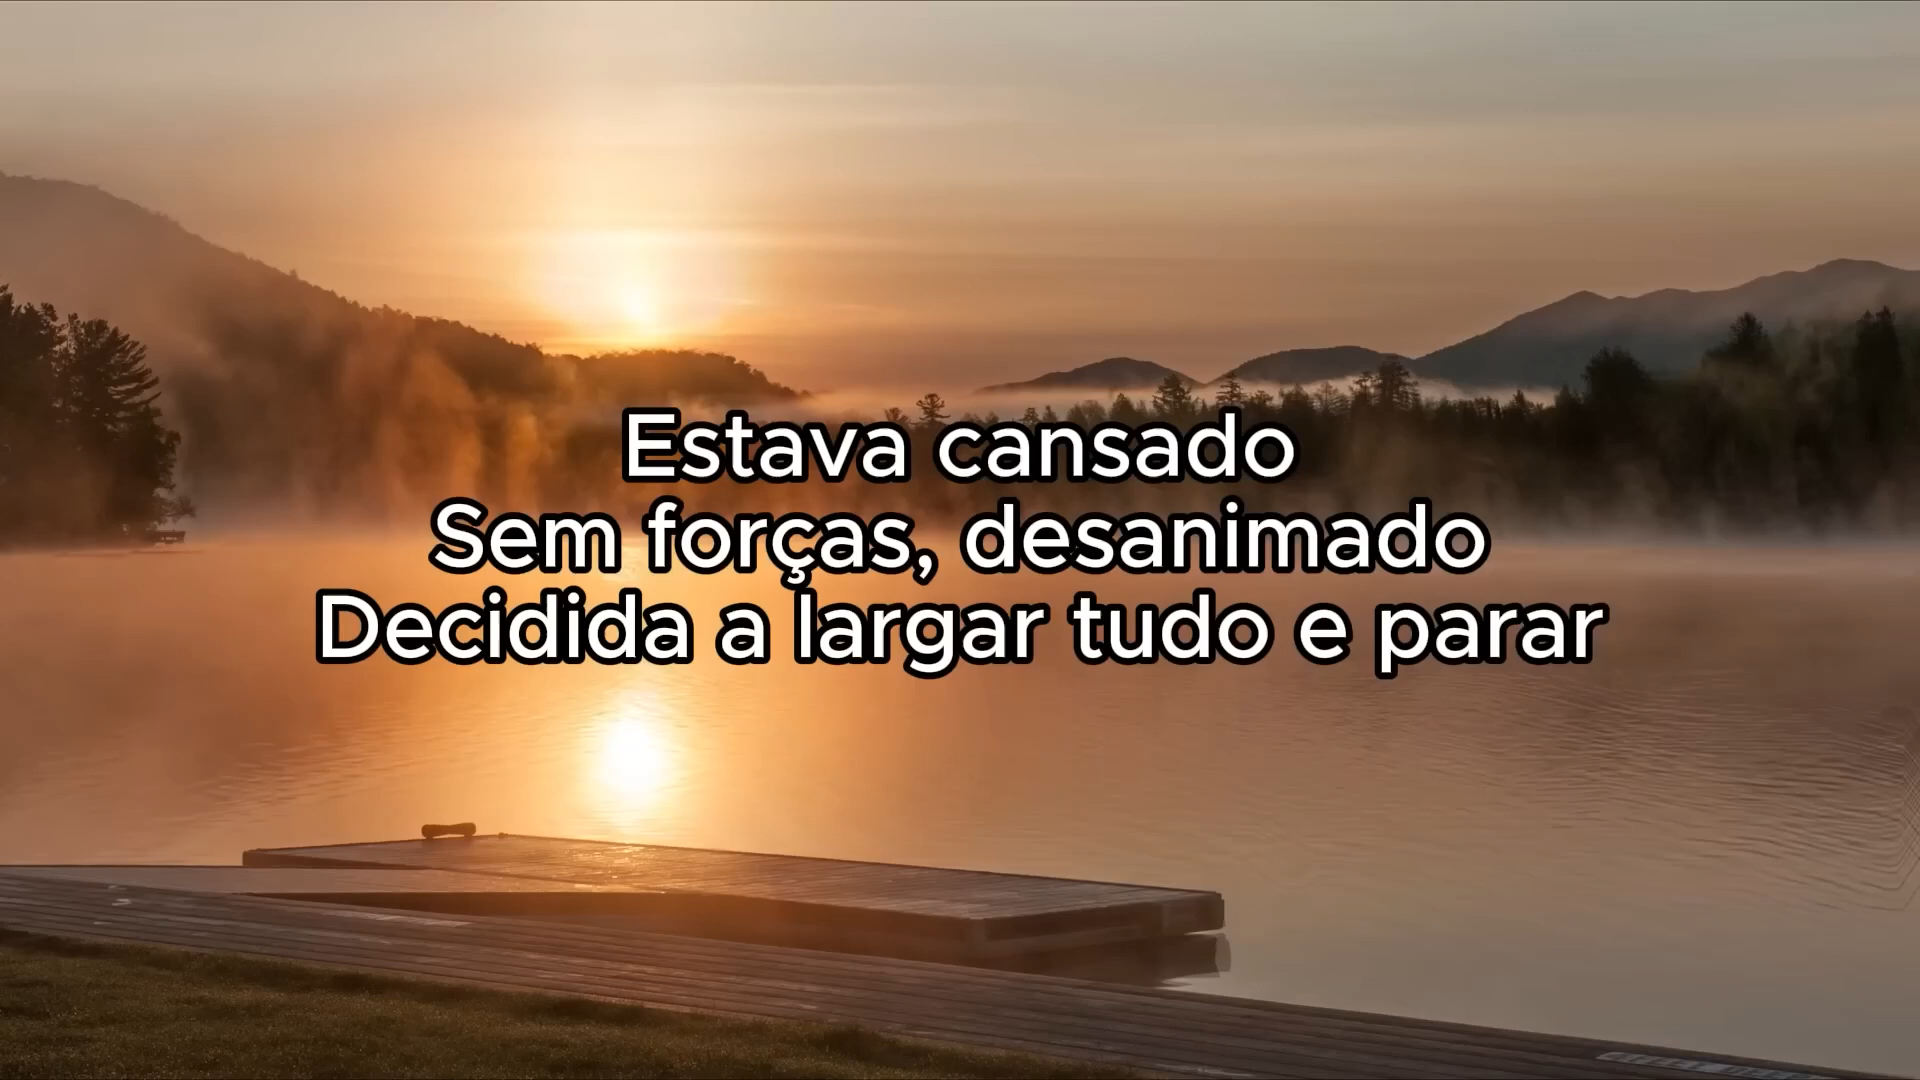 Estava cansado
Sem forças, desanimado
Decidida a largar tudo e parar